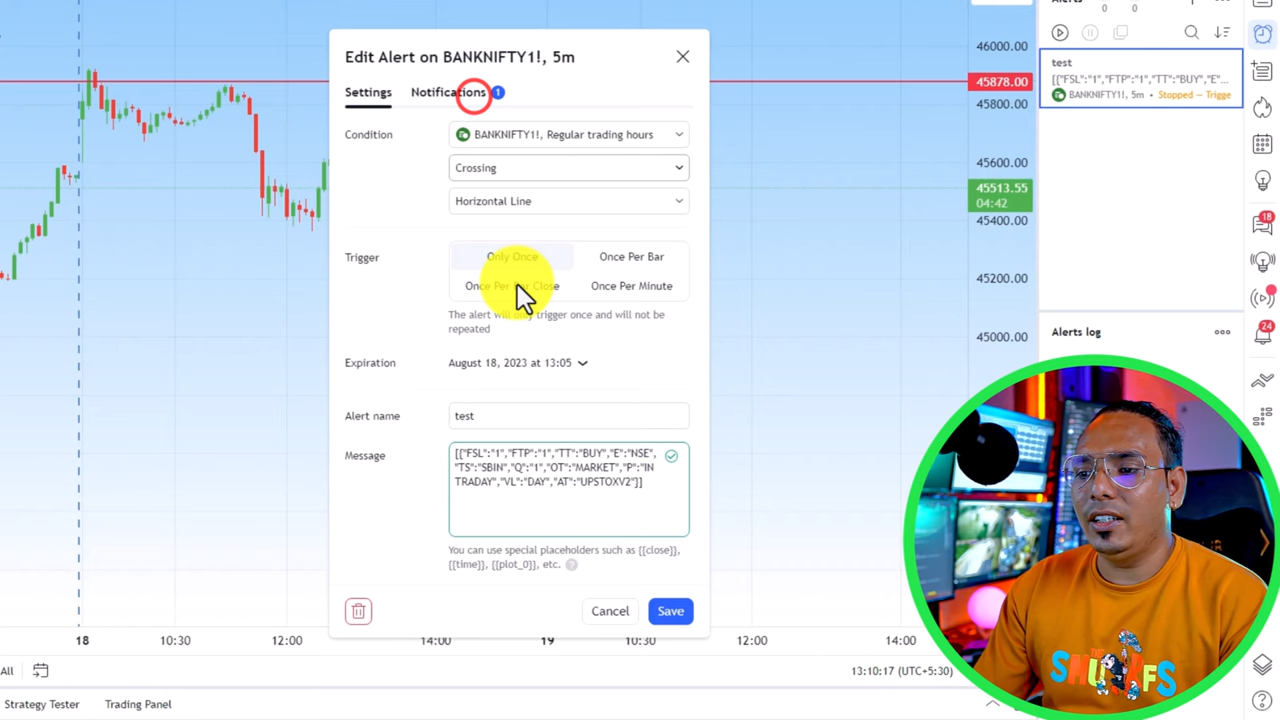 Edit Alert on BANKNIFTY1!, 5m
Settings
Notifications 1
Condition
BANKNIFTY1!, Regular trading hours
Crossing
Horizontal Line
Trigger
Only Once
Once Per Bar
Once Per Bar Close
Once Per Minute
The alert will only trigger once and will not be
repeated
Expiration
August 18, 2023 at 13:05
Alert name
test
Message
[{"FSL":"1","FTP":"1","TT":"BUY","E":"NSE",
"TS":"SBIN","Q":"1","OT":"MARKET","P":"IN
TRADAY","VL":"DAY","AT":"UPSTOXV2"}]
You can use special placeholders such as {{close}},
{{time}}, {{plot_0}}, etc.
Cancel
Save
46000.00
45878.00
45800.00
45600.00
45513.55
04:42
45400.00
45200.00
45000.00
0 0
test
[{"FSL":"1","FTP":"1","TT":"BUY","E"...
BANKNIFTY1!, 5m • Stopped — Trigge
Alerts log
18
24
18
10:30
12:00
14:00
19
10:30
12:00
14:00
All
13:10:17 (UTC+5:30)
Strategy Tester
Trading Panel